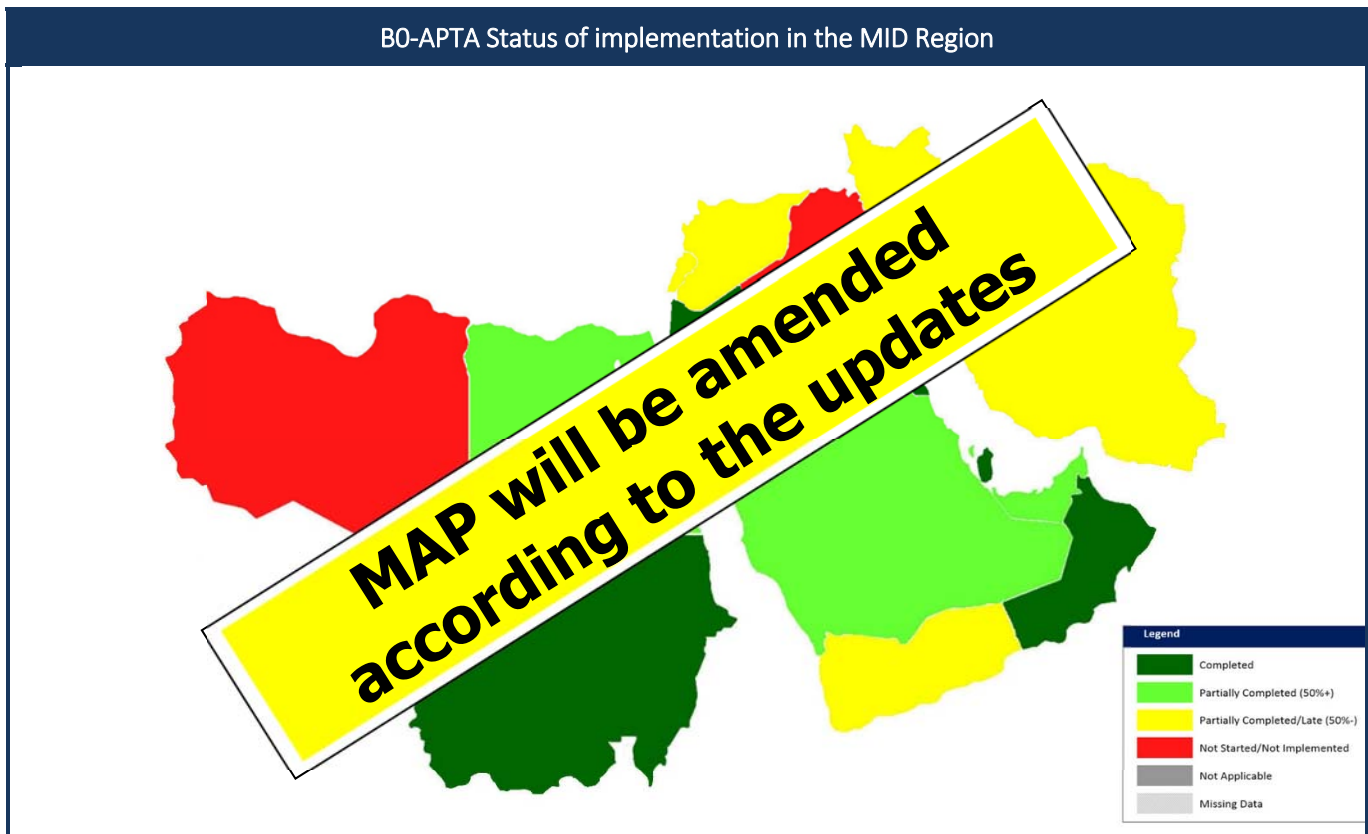 B0-APTA Status of implementation in the MID Region
MAP will be amended
according to the updates
Legend
Completed
Partially Completed (50%+)
Partially Completed/Late (50%-)
Not Started/Not Implemented
Not Applicable
Missing Data